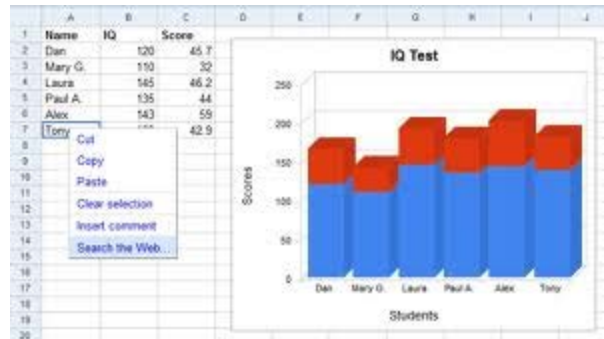 A B C D E F G H I J
1 Name IQ Score
2 Dan 120 45.7
3 Mary G. 110 32
4 Laura 145 46.2
5 Paul A. 135 44
6 Alex 143 59
7 Tony 42.9
8
9
10
11
12
13
14
15
16
17
18
19
20
Cut
Copy
Paste
Clear selection
Insert comment
Search the Web...
IQ Test
250
200
150
100
50
0
Scores
Dan Mary G. Laura Paul A. Alex Tony
Students